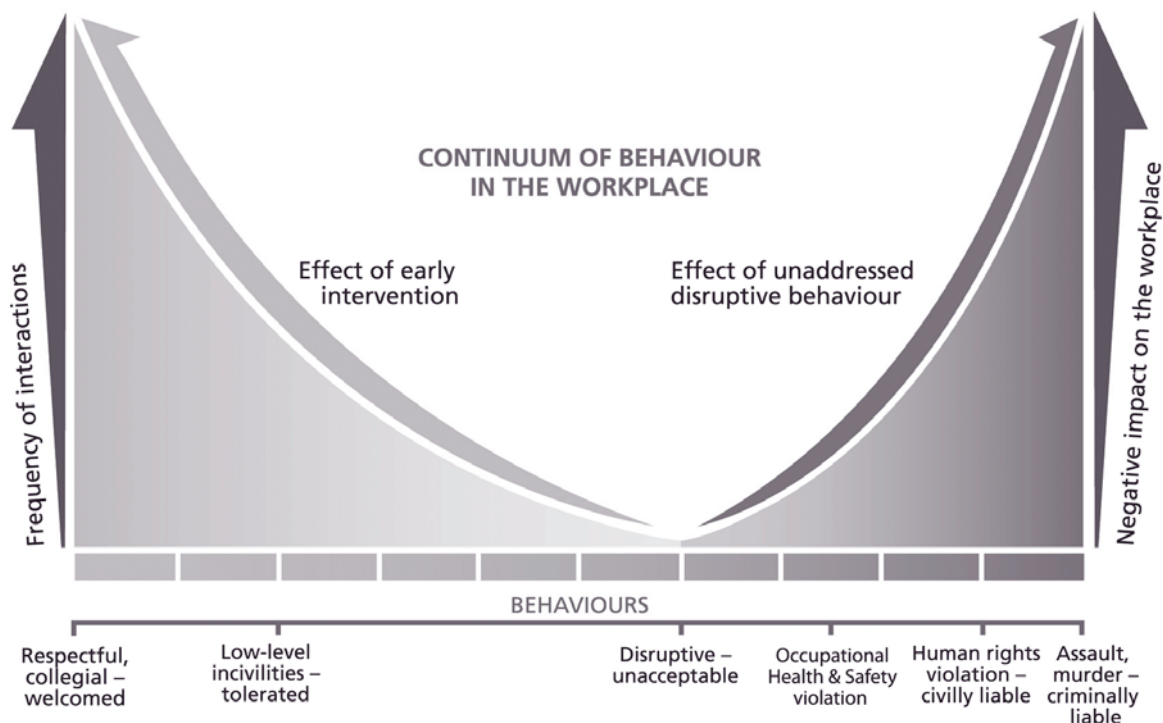 CONTINUUM OF BEHAVIOUR
IN THE WORKPLACE
Frequency of interactions
Effect of early
intervention
Effect of unaddressed
disruptive behaviour
Negative impact on the workplace
BEHAVIOURS
Respectful,
collegial –
welcomed
Low-level
incivilities –
tolerated
Disruptive –
unacceptable
Occupational
Health & Safety
violation
Human rights
violation –
civilly liable
Assault,
murder –
criminally
liable